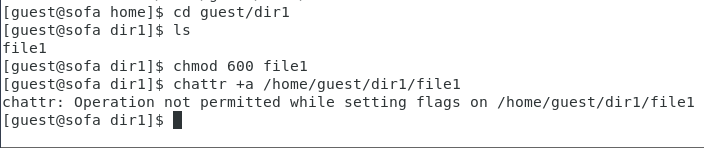 [guest@sofa home]$ cd guest/dir1
[guest@sofa dir1]$ ls
file1
[guest@sofa dir1]$ chmod 600 file1
[guest@sofa dir1]$ chattr +a /home/guest/dir1/file1
chattr: Operation not permitted while setting flags on /home/guest/dir1/file1
[guest@sofa dir1]$